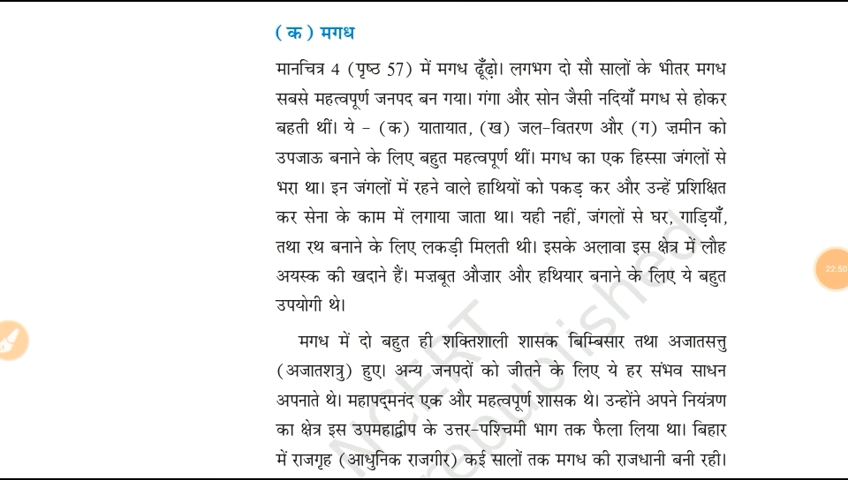 (क) मगध
मानचित्र 4 (पृष्ठ 57) में मगध ढूँढ़ो। लगभग दो सौ सालों के भीतर मगध
सबसे महत्वपूर्ण जनपद बन गया। गंगा और सोन जैसी नदियाँ मगध से होकर
बहती थीं। ये - (क) यातायात, (ख) जल-वितरण और (ग) ज़मीन को
उपजाऊ बनाने के लिए बहुत महत्वपूर्ण थीं। मगध का एक हिस्सा जंगलों से
भरा था। इन जंगलों में रहने वाले हाथियों को पकड़ कर और उन्हें प्रशिक्षित
कर सेना के काम में लगाया जाता था। यही नहीं, जंगलों से घर, गाड़ियाँ,
तथा रथ बनाने के लिए लकड़ी मिलती थी। इसके अलावा इस क्षेत्र में लौह
अयस्क की खदाने हैं। मज़बूत औज़ार और हथियार बनाने के लिए ये बहुत
उपयोगी थे।
मगध में दो बहुत ही शक्तिशाली शासक बिम्बिसार तथा अजातसत्तु
(अजातशत्रु) हुए। अन्य जनपदों को जीतने के लिए ये हर संभव साधन
अपनाते थे। महापद्मनंद एक और महत्वपूर्ण शासक थे। उन्होंने अपने नियंत्रण
का क्षेत्र इस उपमहाद्वीप के उत्तर-पश्चिमी भाग तक फैला लिया था। बिहार
में राजगृह (आधुनिक राजगीर) कई सालों तक मगध की राजधानी बनी रही।
22:50
NCERT
republished